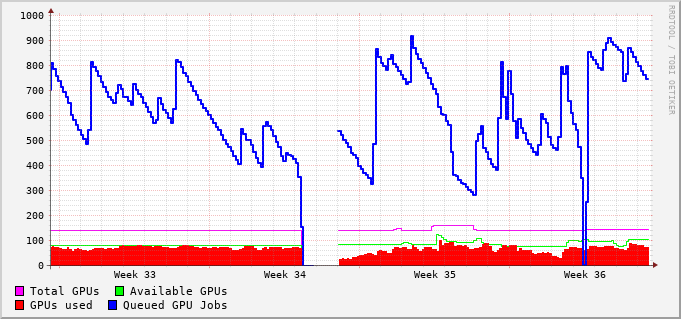 1000
900
800
700
600
500
400
300
200
100
0
Week 33 Week 34 Week 35 Week 36
Total GPUs Available GPUs
GPUs used Queued GPU Jobs
RRDTOOL / TOBI OETIKER